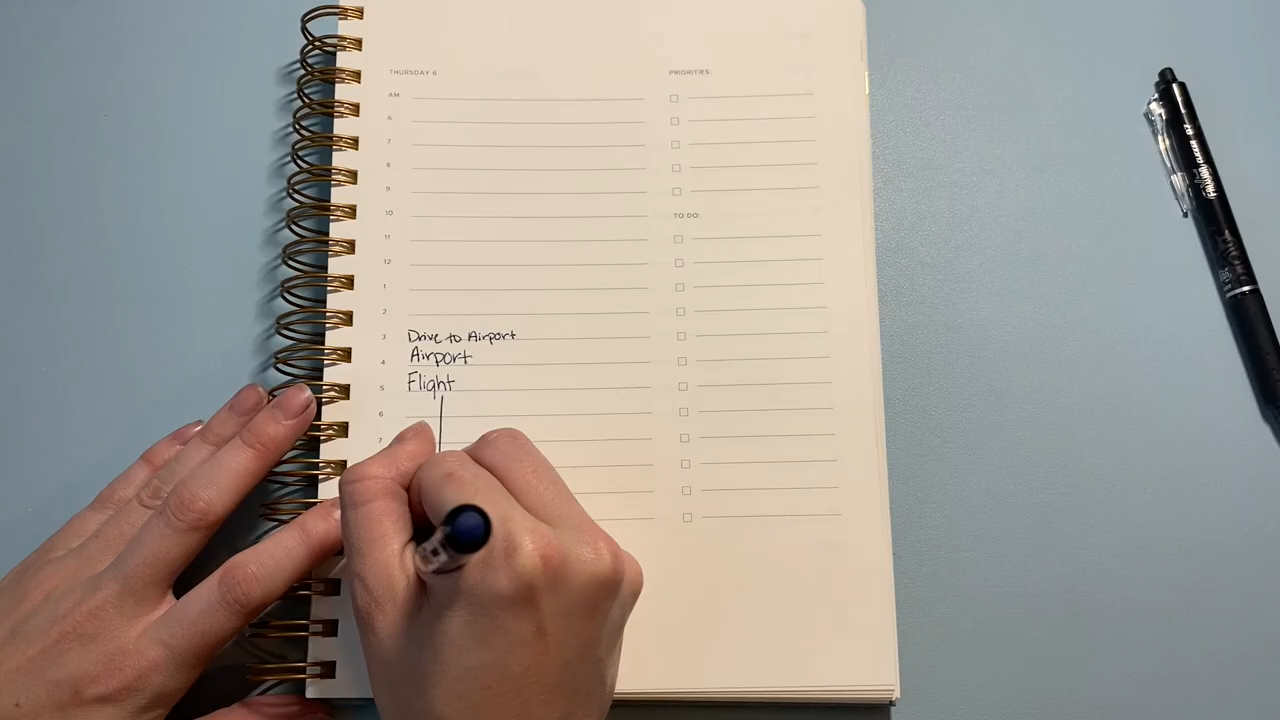 THURSDAY 6
AM
6
7
8
9
10
11
12
1
2
3 Drive to Airport
4 Airport
5 Flight
6
7
PRIORITIES:
TO DO: